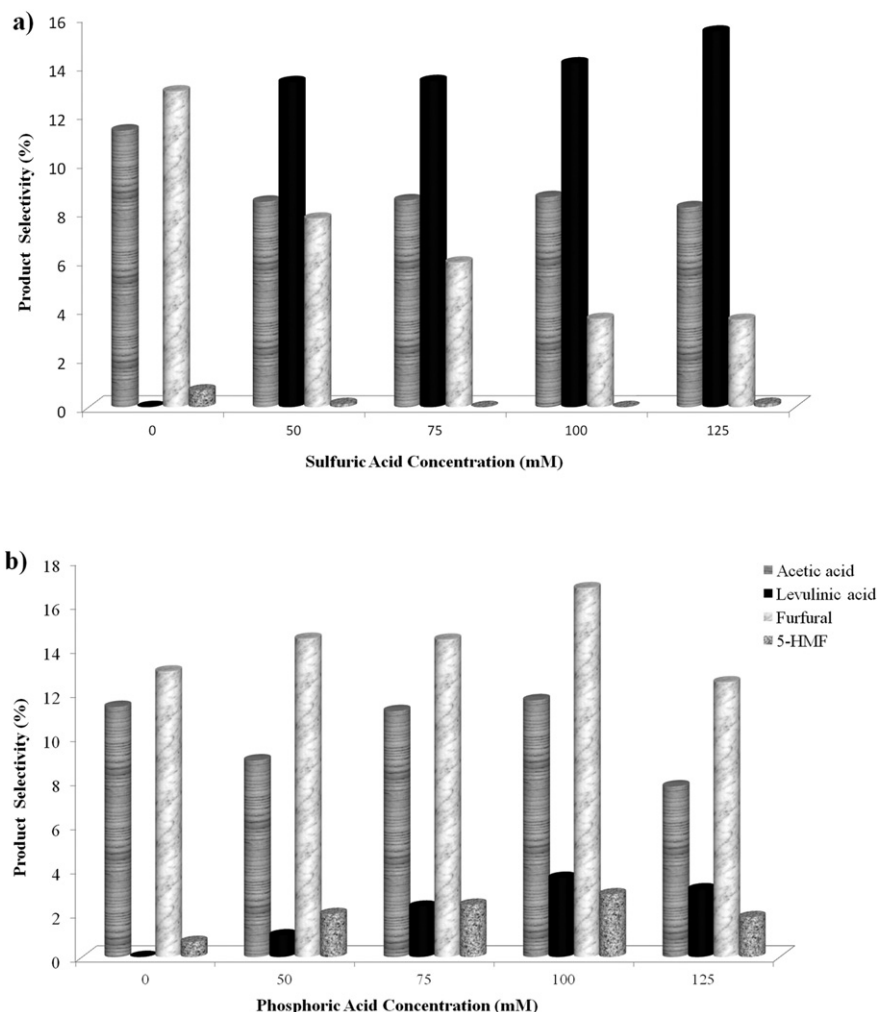 a)
16
14
12
10
8
6
4
2
0
Product Selectivity (%)
0 50 75 100 125
Sulfuric Acid Concentration (mM)
b)
18
16
14
12
10
8
6
4
2
0
Product Selectivity (%)
Acetic acid
Levulinic acid
Furfural
5-HMF
0 50 75 100 125
Phosphoric Acid Concentration (mM)